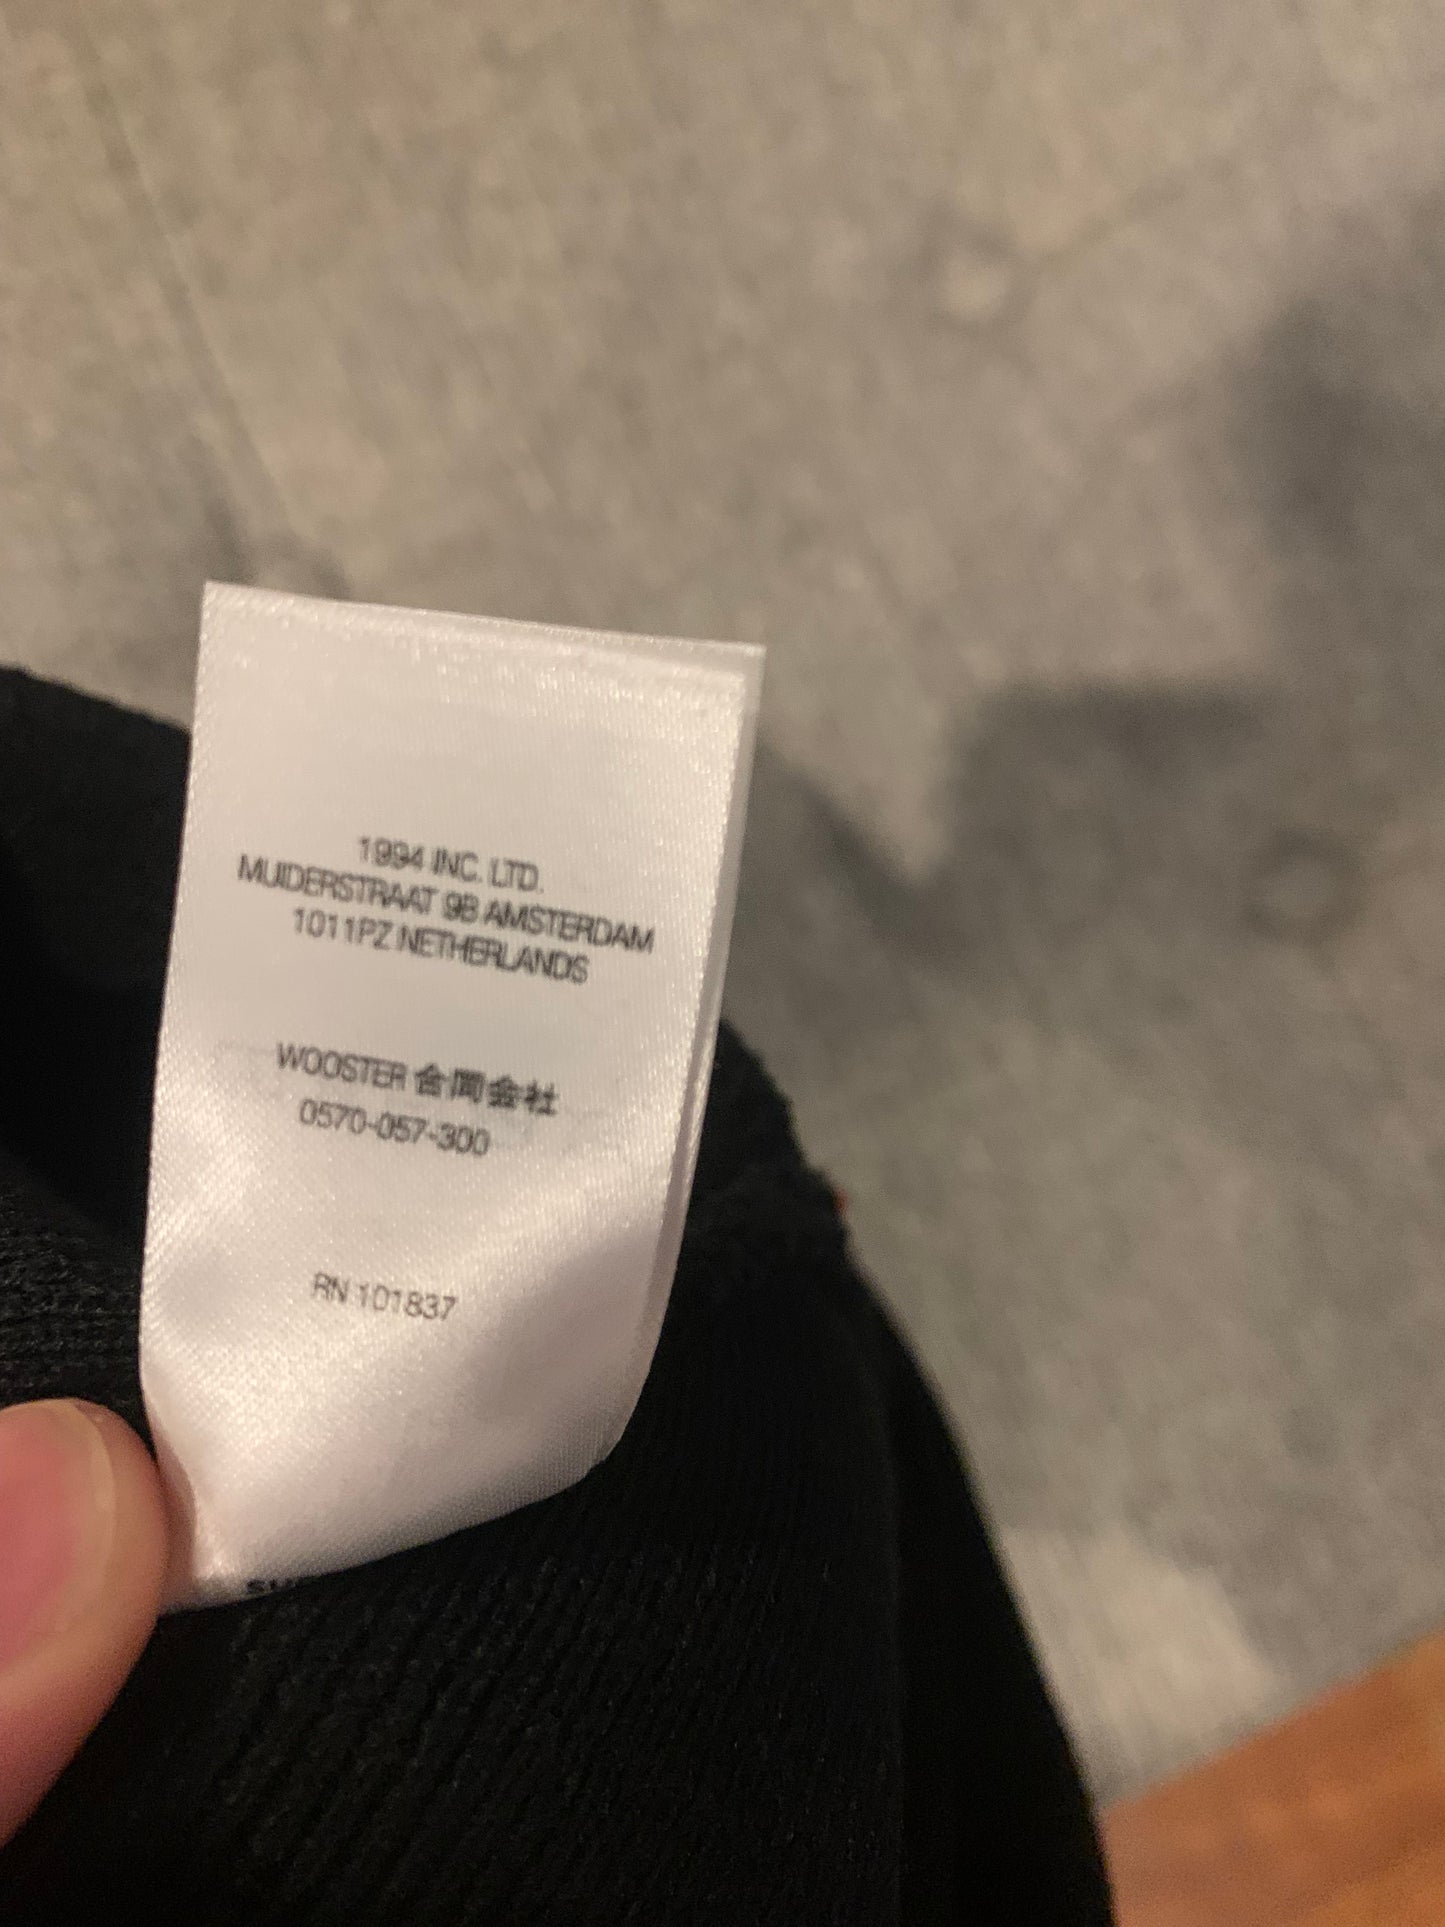 1994 INC. LTD.
MUIDERSTRAAT 9B AMSTERDAM
1011PZ NETHERLANDS
WOOSTER 合同会社
0570-057-300
RN 101837